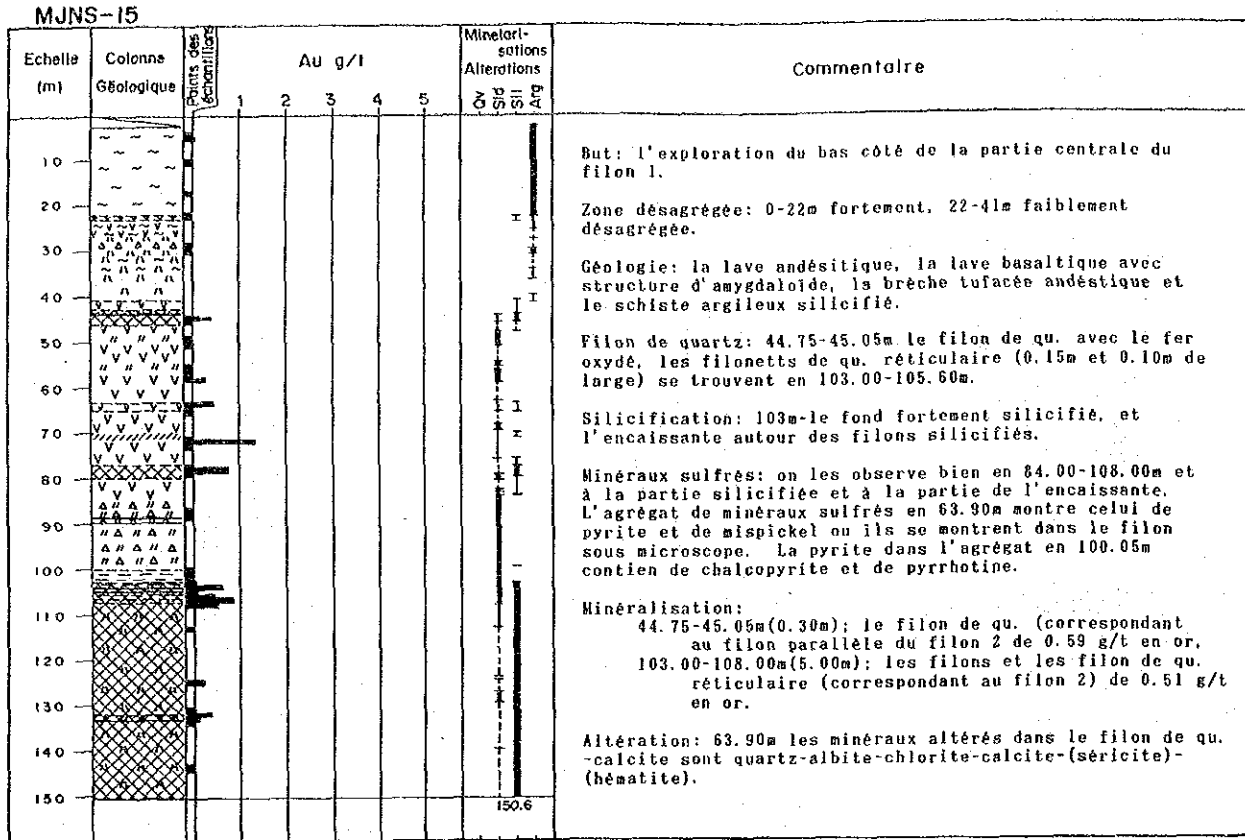 MJNS-15
Echelle
(m)
Colonne
Géologique
Points des
échantillons
Au g/l
1 2 3 4 5
Minelari-
sations
Alterations
Qv
Sid
Sil
Arg
Commentaire
10
20
30
40
50
60
70
80
90
100
110
120
130
140
150
150.6
But: l'exploration du bas côté de la partie centrale du
filon 1.
Zone désagrégée: 0-22m fortement, 22-41m faiblement
désagrégée.
Géologie: la lave andésitique, la lave basaltique avec
structure d'amygdaloïde, la brèche tufacée andéstique et
le schiste argileux silicifié.
Filon de quartz: 44.75-45.05m le filon de qu. avec le fer
oxydé, les filonetts de qu. réticulaire (0.15m et 0.10m de
large) se trouvent en 103.00-105.60m.
Silicification: 103m-le fond fortement silicifié, et
l'encaissante autour des filons silicifiés.
Minéraux sulfrés: on les observe bien en 84.00-108.00m et
à la partie silicifiée et à la partie de l'encaissante.
L'agrégat de minéraux sulfrés en 63.90m montre celui de
pyrite et de mispickel ou ils se montrent dans le filon
sous microscope. La pyrite dans l'agrégat en 100.05m
contien de chalcopyrite et de pyrrhotine.
Minéralisation:
44.75-45.05m(0.30m); le filon de qu. (correspondant
au filon parallèle du filon 2 de 0.59 g/t en or,
103.00-108.00m(5.00m); les filons et les filon de qu.
réticulaire (correspondant au filon 2) de 0.51 g/t
en or.
Altération: 63.90m les minéraux altérés dans le filon de qu.
-calcite sont quartz-albite-chlorite-calcite-(séricite)-
(hématite).